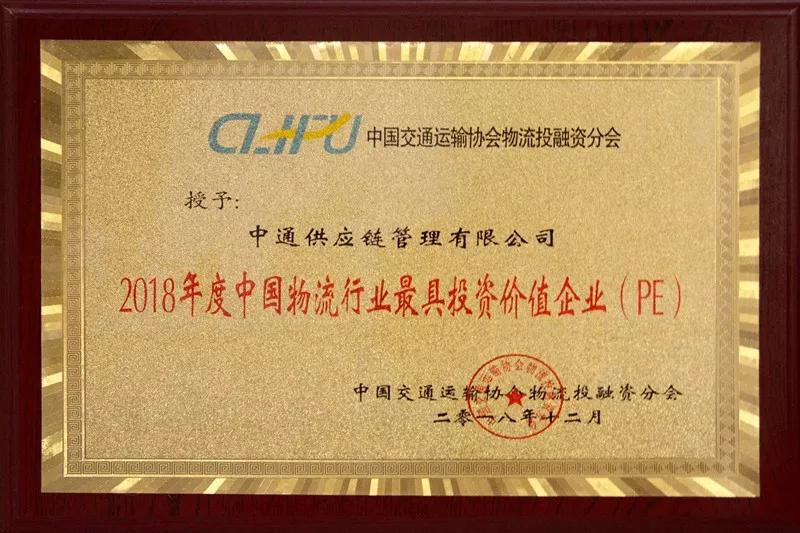 CLIFU 中国交通运输协会物流投融资分会
授予:
中通供应链管理有限公司
2018年度中国物流行业最具投资价值企业(PE)
中国交通运输协会物流投融资分会
二零一八年十二月